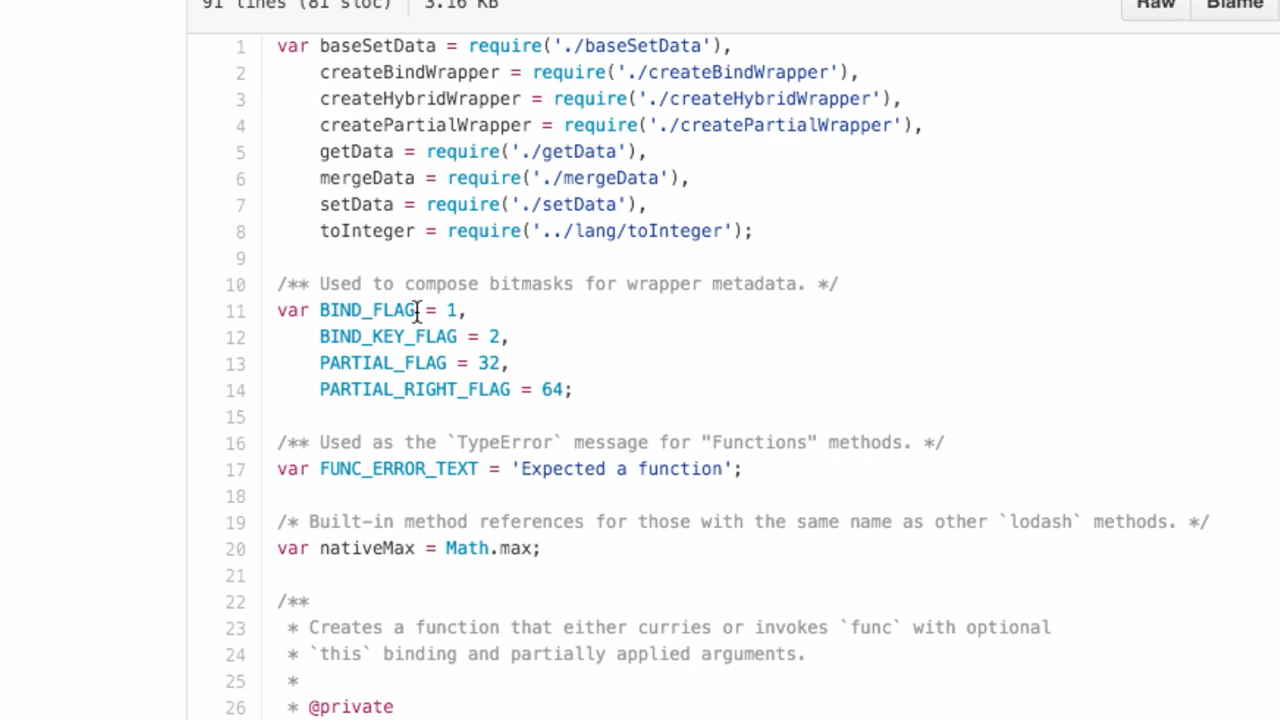 91 lines (81 sloc) 3.16 KB Raw Blame
1 var baseSetData = require('./baseSetData'),
2 createBindWrapper = require('./createBindWrapper'),
3 createHybridWrapper = require('./createHybridWrapper'),
4 createPartialWrapper = require('./createPartialWrapper'),
5 getData = require('./getData'),
6 mergeData = require('./mergeData'),
7 setData = require('./setData'),
8 toInteger = require('../lang/toInteger');
9
10 /** Used to compose bitmasks for wrapper metadata. */
11 var BIND_FLAG = 1,
12 BIND_KEY_FLAG = 2,
13 PARTIAL_FLAG = 32,
14 PARTIAL_RIGHT_FLAG = 64;
15
16 /** Used as the `TypeError` message for "Functions" methods. */
17 var FUNC_ERROR_TEXT = 'Expected a function';
18
19 /* Built-in method references for those with the same name as other `lodash` methods. */
20 var nativeMax = Math.max;
21
22 /**
23 * Creates a function that either curries or invokes `func` with optional
24 * `this` binding and partially applied arguments.
25 *
26 * @private